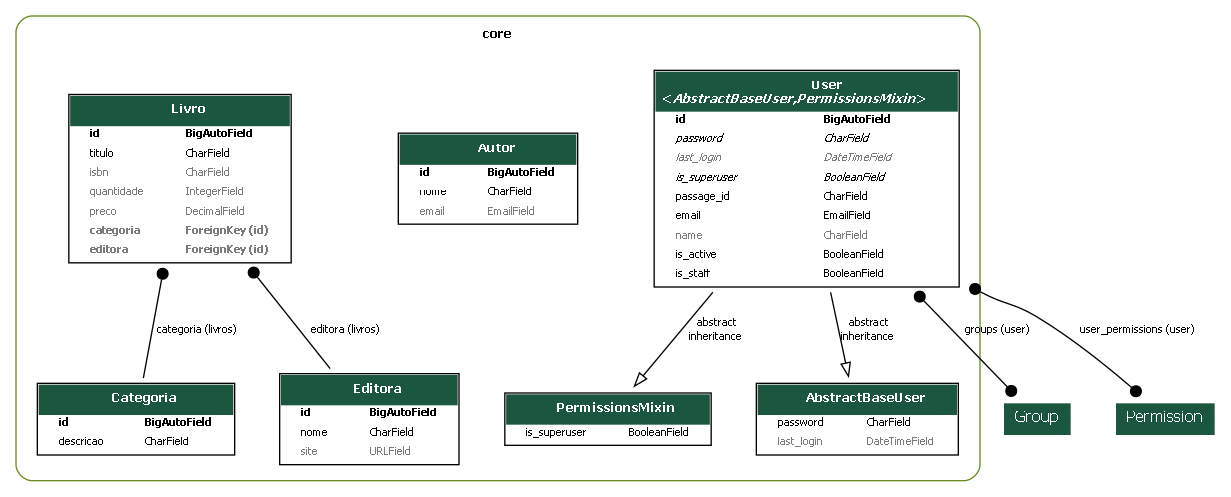 core
Livro
id BigAutoField
titulo CharField
isbn CharField
quantidade IntegerField
preco DecimalField
categoria ForeignKey (id)
editora ForeignKey (id)
Autor
id BigAutoField
nome CharField
email EmailField
User
<AbstractBaseUser,PermissionsMixin>
id BigAutoField
password CharField
last_login DateTimeField
is_superuser BooleanField
passage_id CharField
email EmailField
name CharField
is_active BooleanField
is_staff BooleanField
categoria (livros)
editora (livros)
abstract
inheritance
abstract
inheritance
groups (user)
user_permissions (user)
Categoria
id BigAutoField
descricao CharField
Editora
id BigAutoField
nome CharField
site URLField
PermissionsMixin
is_superuser BooleanField
AbstractBaseUser
password CharField
last_login DateTimeField
Group
Permission